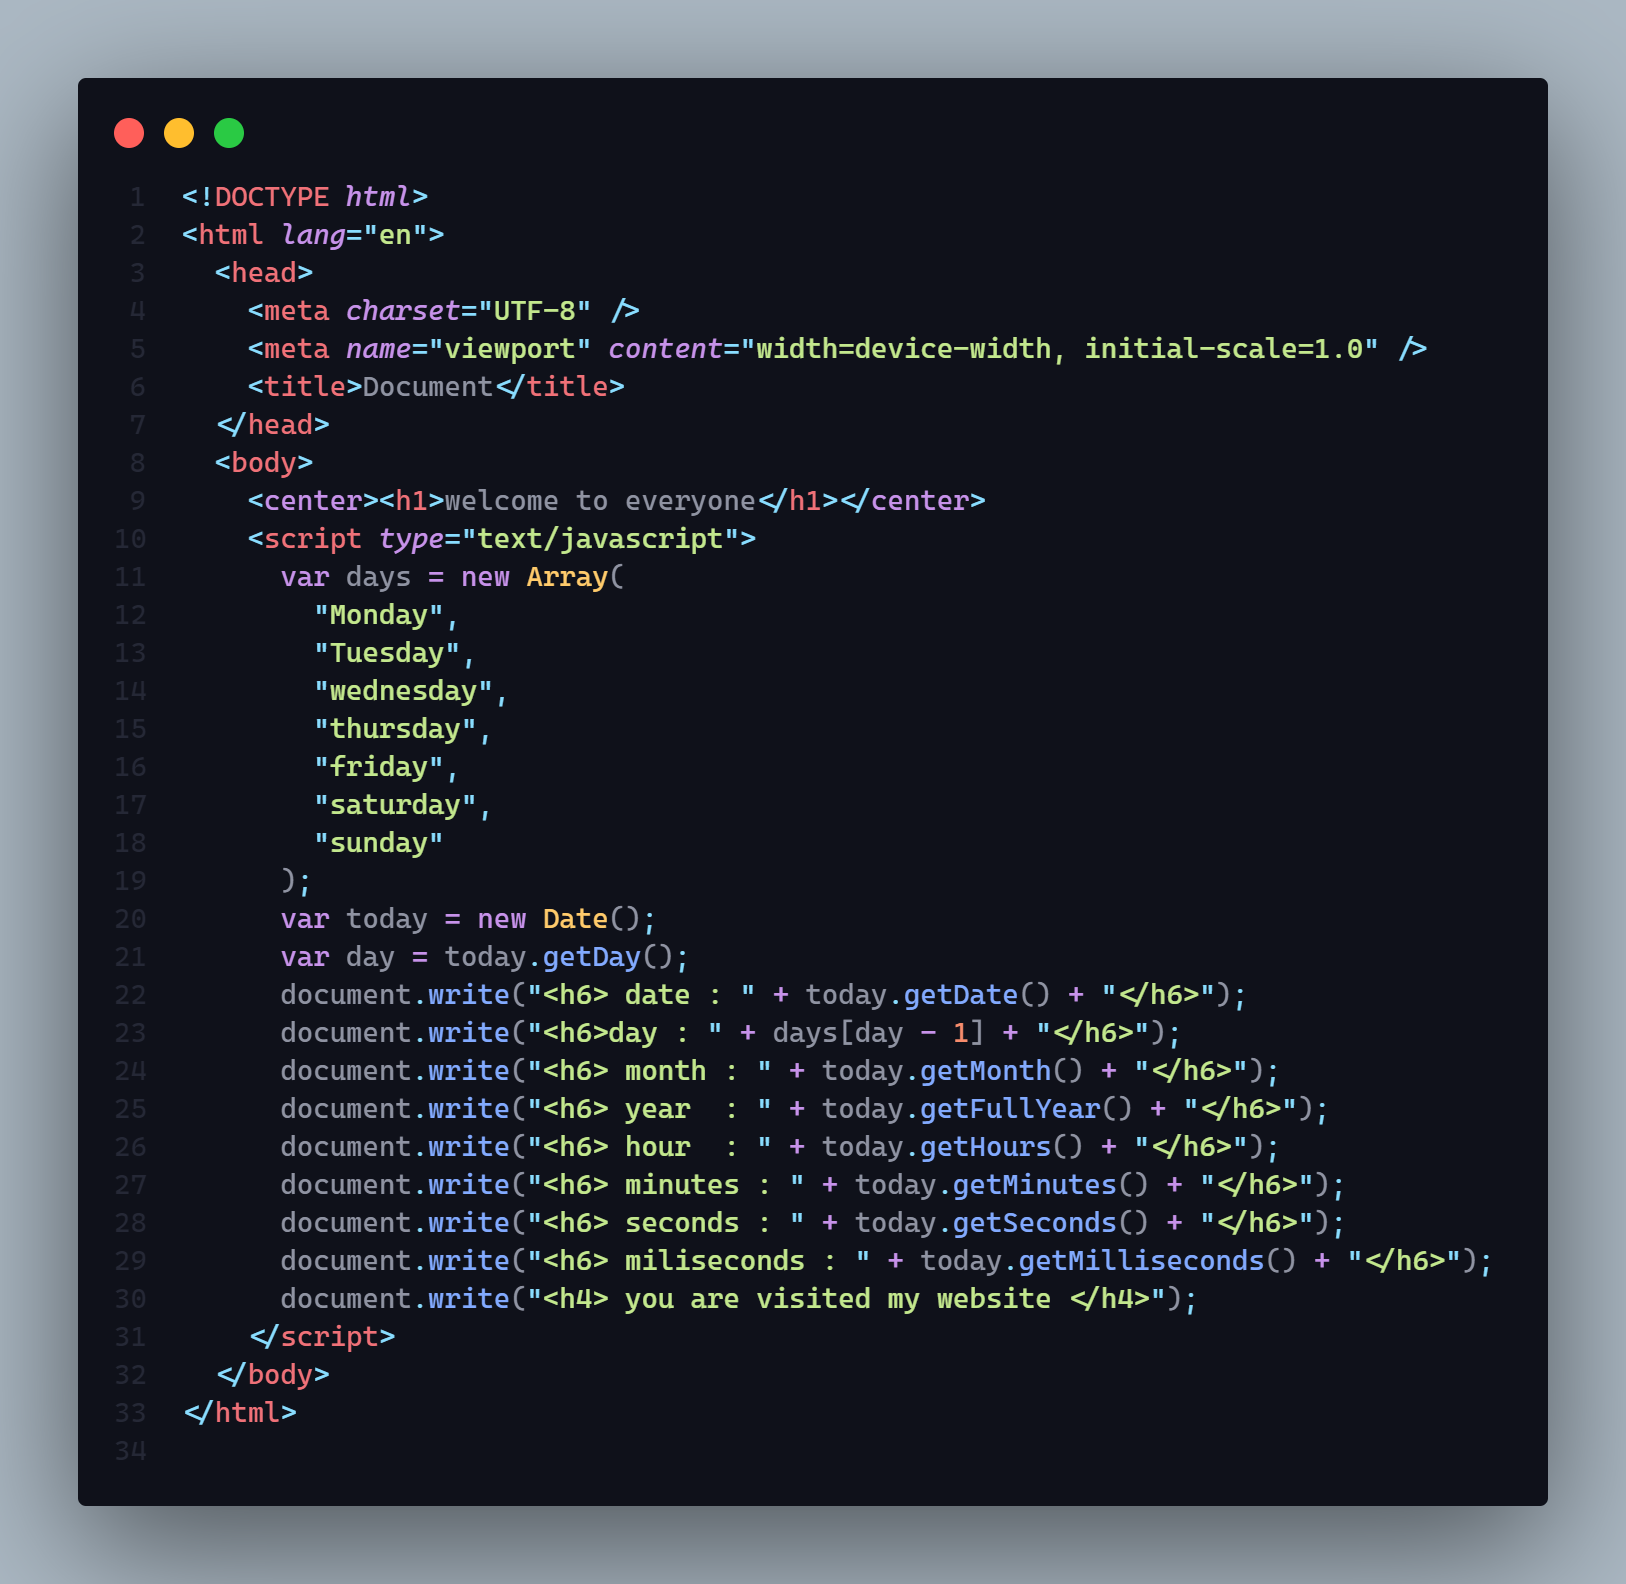 1 <!DOCTYPE html>
2 <html lang="en">
3   <head>
4     <meta charset="UTF-8" />
5     <meta name="viewport" content="width=device-width, initial-scale=1.0" />
6     <title>Document</title>
7   </head>
8   <body>
9     <center><h1>welcome to everyone</h1></center>
10     <script type="text/javascript">
11       var days = new Array(
12         "Monday",
13         "Tuesday",
14         "wednesday",
15         "thursday",
16         "friday",
17         "saturday",
18         "sunday"
19       );
20       var today = new Date();
21       var day = today.getDay();
22       document.write("<h6> date : " + today.getDate() + "</h6>");
23       document.write("<h6>day : " + days[day - 1] + "</h6>");
24       document.write("<h6> month : " + today.getMonth() + "</h6>");
25       document.write("<h6> year  : " + today.getFullYear() + "</h6>");
26       document.write("<h6> hour  : " + today.getHours() + "</h6>");
27       document.write("<h6> minutes : " + today.getMinutes() + "</h6>");
28       document.write("<h6> seconds : " + today.getSeconds() + "</h6>");
29       document.write("<h6> miliseconds : " + today.getMilliseconds() + "</h6>");
30       document.write("<h4> you are visited my website </h4>");
31     </script>
32   </body>
33 </html>
34